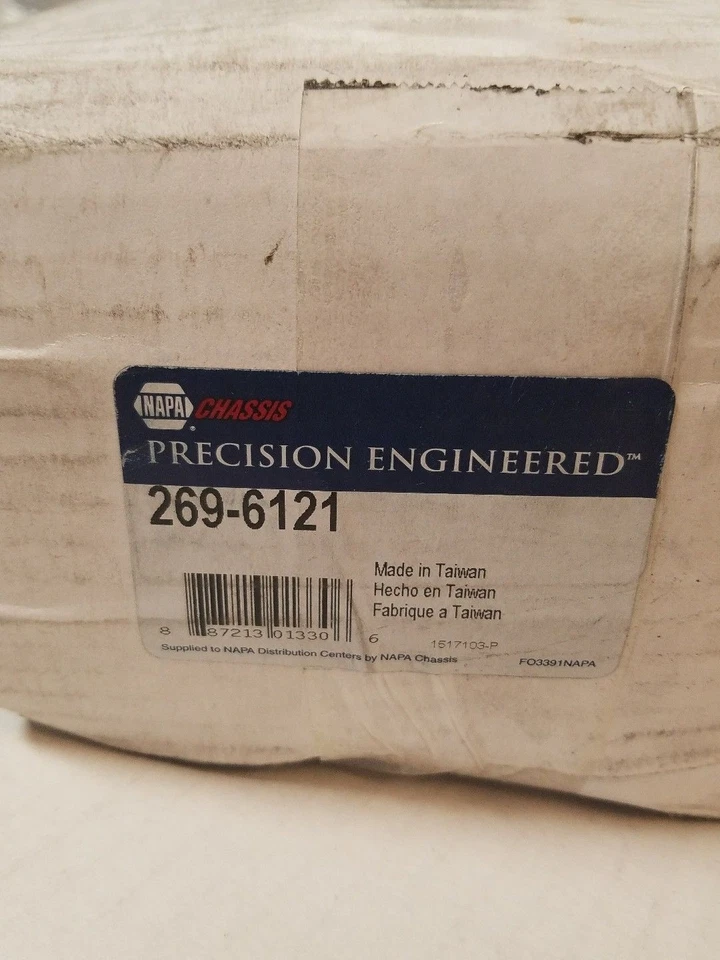 NAPA CHASSIS
®
PRECISION ENGINEERED™
269-6121
Made in Taiwan
Hecho en Taiwan
Fabrique a Taiwan
8 87213 01330 6
1517103-P
Supplied to NAPA Distribution Centers by NAPA Chassis
FO3391NAPA